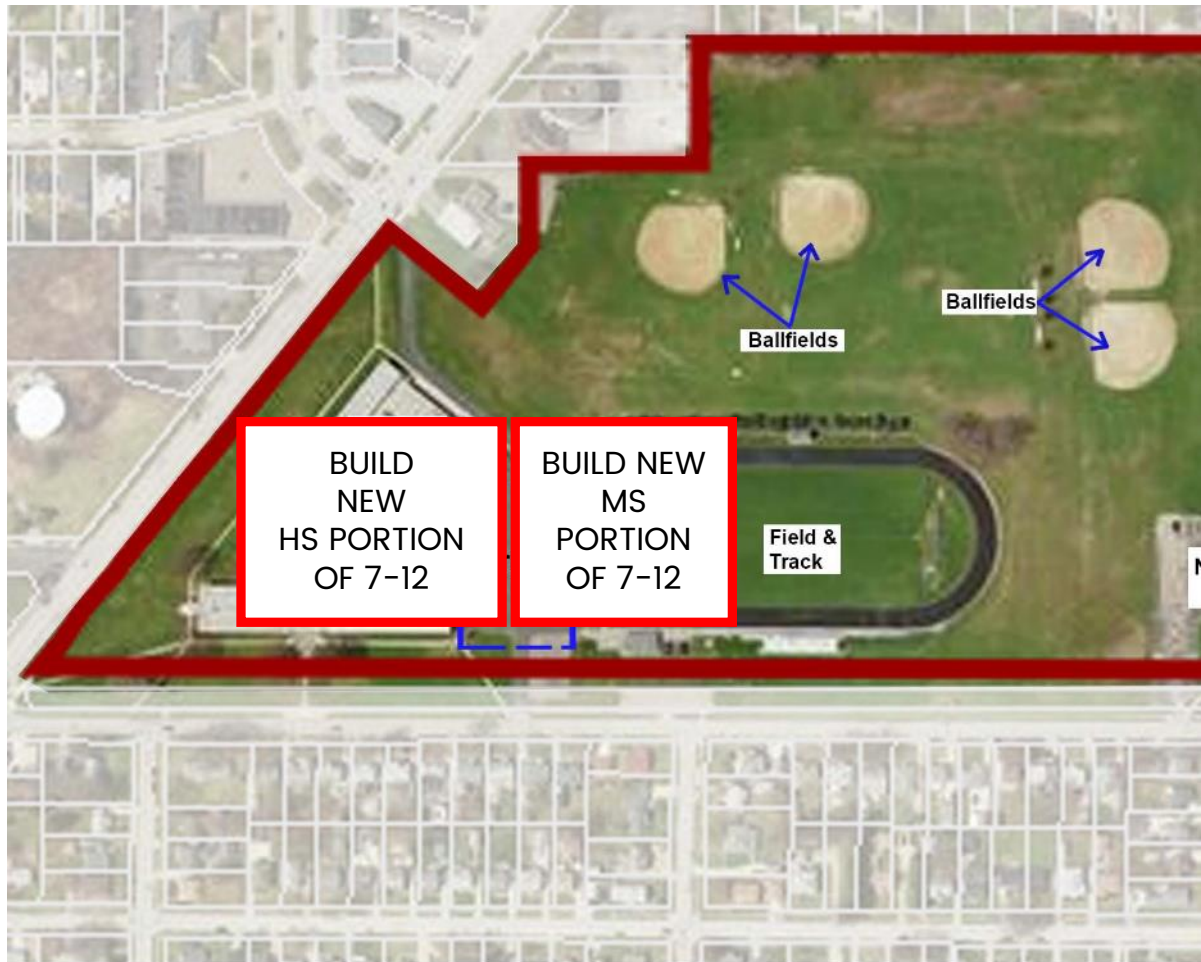 Ballfields
Ballfields
BUILD
NEW
HS PORTION
OF 7-12
BUILD NEW
MS
PORTION
OF 7-12
Field &
Track